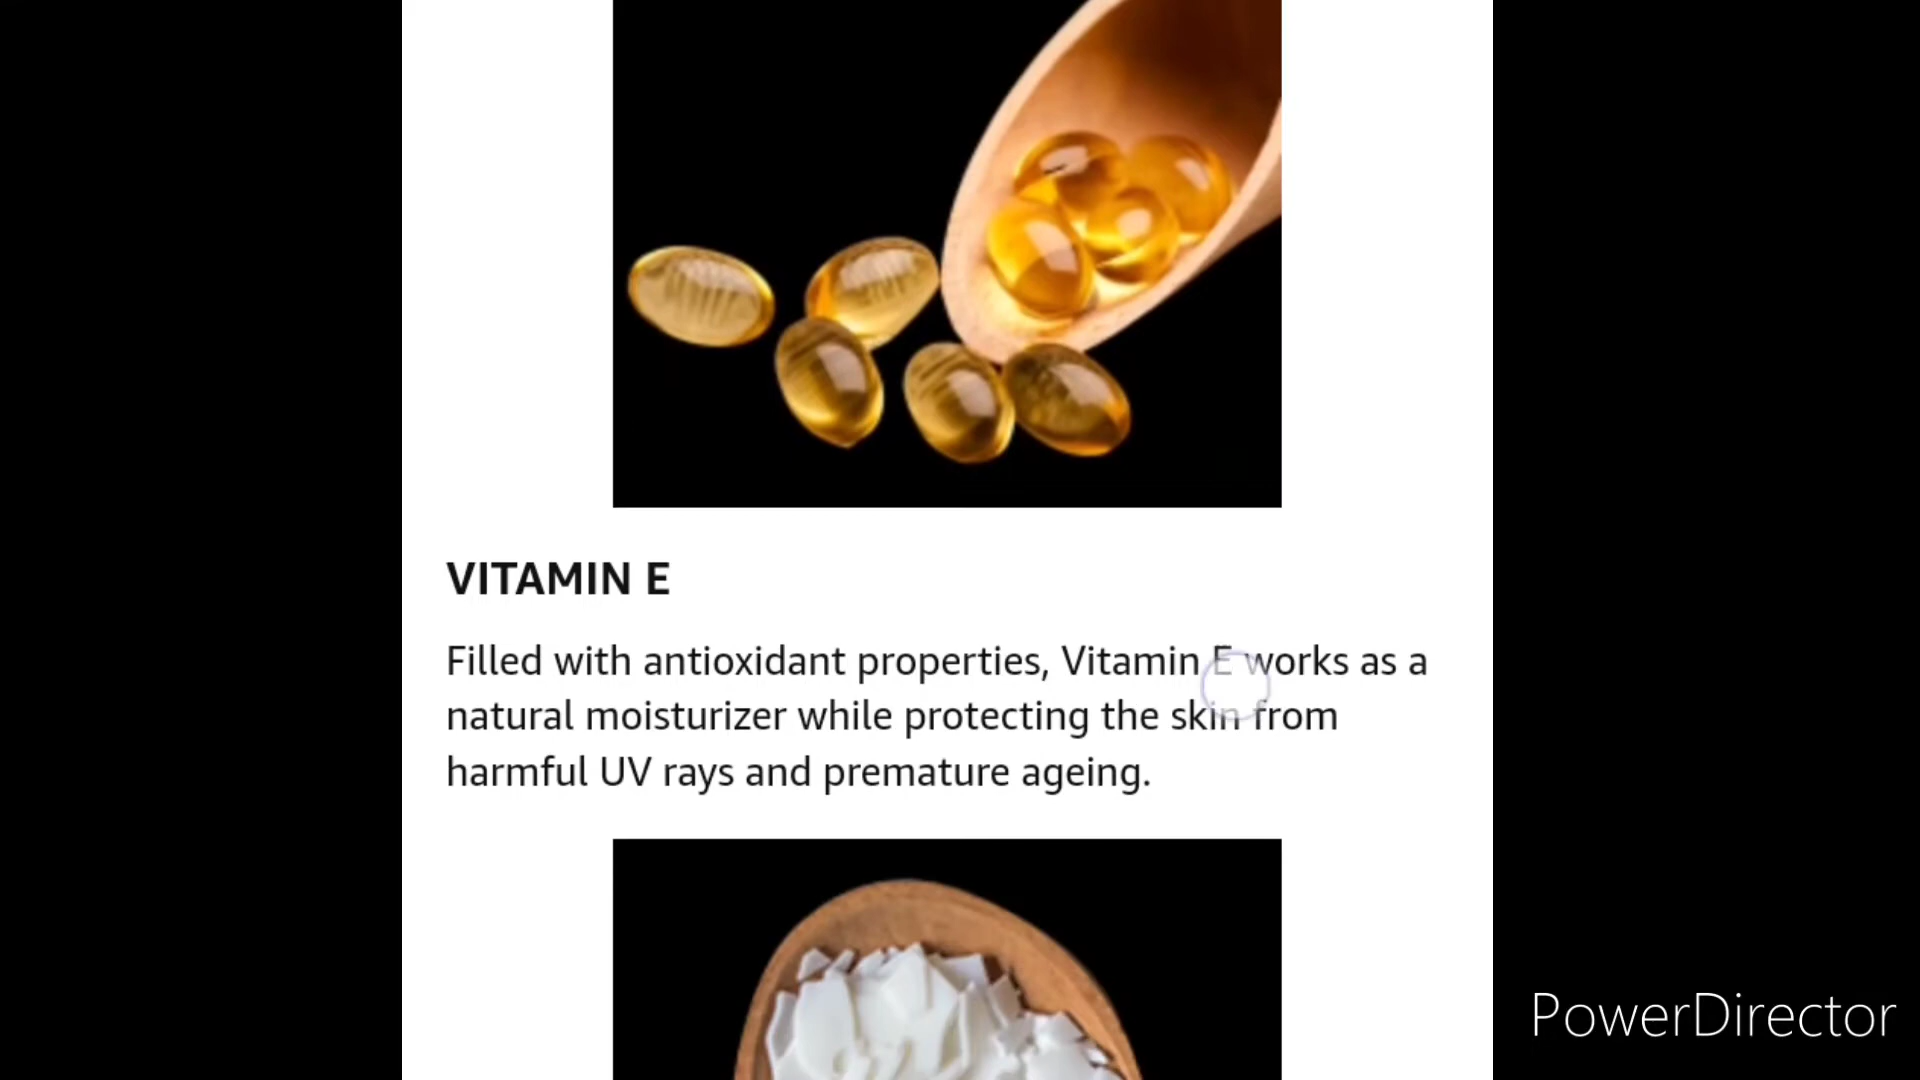 VITAMIN E
Filled with antioxidant properties, Vitamin E works as a
natural moisturizer while protecting the skin from
harmful UV rays and premature ageing.
PowerDirector